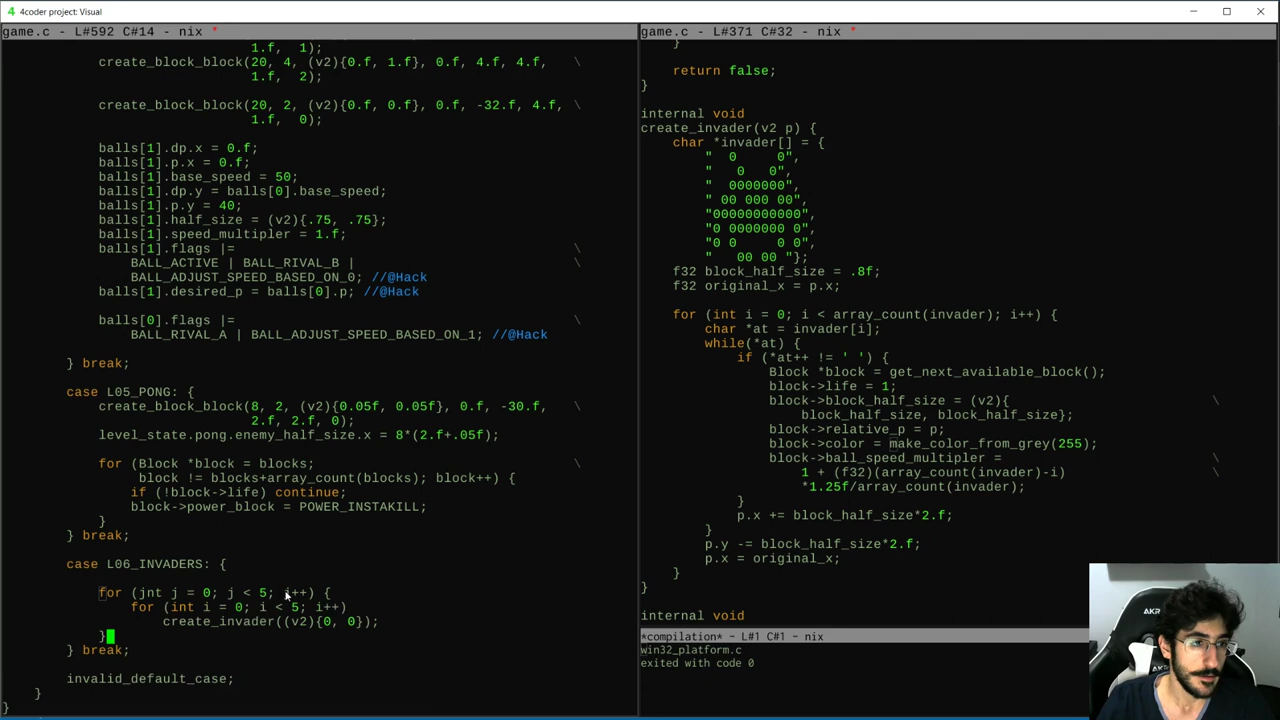 4 4coder project: Visual
game.c - L#592 C#14 - nix *
1.f, 1);
create_block_block(20, 4, (v2){0.f, 1.f}, 0.f, 4.f, 4.f, \
1.f, 2);
create_block_block(20, 2, (v2){0.f, 0.f}, 0.f, -32.f, 4.f, \
1.f, 0);
balls[1].dp.x = 0.f;
balls[1].p.x = 0.f;
balls[1].base_speed = 50;
balls[1].dp.y = balls[0].base_speed;
balls[1].p.y = 40;
balls[1].half_size = (v2){.75, .75};
balls[1].speed_multipler = 1.f;
balls[1].flags |= \
BALL_ACTIVE | BALL_RIVAL_B | \
BALL_ADJUST_SPEED_BASED_ON_0; //@Hack
balls[1].desired_p = balls[0].p; //@Hack
balls[0].flags |= \
BALL_RIVAL_A | BALL_ADJUST_SPEED_BASED_ON_1; //@Hack
} break;
case L05_PONG: {
create_block_block(8, 2, (v2){0.05f, 0.05f}, 0.f, -30.f, \
2.f, 2.f, 0);
level_state.pong.enemy_half_size.x = 8*(2.f+.05f);
for (Block *block = blocks; \
block != blocks+array_count(blocks); block++) {
if (!block->life) continue;
block->power_block = POWER_INSTAKILL;
}
} break;
case L06_INVADERS: {
for (jnt j = 0; j < 5; i++) {
for (int i = 0; i < 5; i++)
create_invader((v2){0, 0});
}
} break;
invalid_default_case;
}
}
game.c - L#371 C#32 - nix *
}
return false;
}
internal void
create_invader(v2 p) {
char *invader[] = {
"  0     0",
"   0   0",
"  0000000",
" 00 000 00",
"00000000000",
"0 0000000 0",
"0 0     0 0",
"   00 00 "};
f32 block_half_size = .8f;
f32 original_x = p.x;
for (int i = 0; i < array_count(invader); i++) {
char *at = invader[i];
while(*at) {
if (*at++ != ' ') {
Block *block = get_next_available_block();
block->life = 1;
block->block_half_size = (v2){ \
block_half_size, block_half_size};
block->relative_p = p;
block->color = make_color_from_grey(255);
block->ball_speed_multipler = \
1 + (f32)(array_count(invader)-i) \
*1.25f/array_count(invader);
}
p.x += block_half_size*2.f;
}
p.y -= block_half_size*2.f;
p.x = original_x;
}
}
internal void
*compilation* - L#1 C#1 - nix
win32_platform.c
exited with code 0